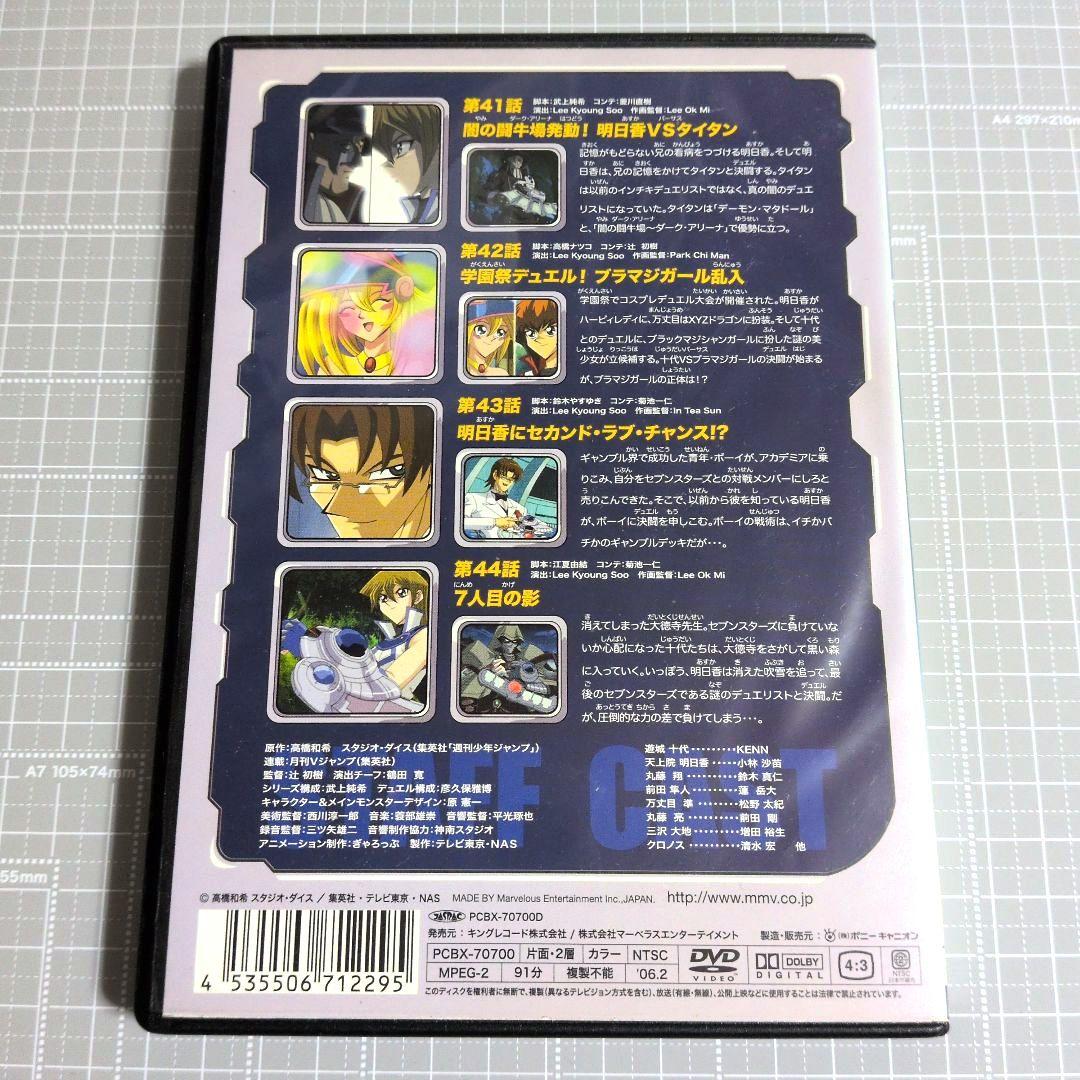 A4 297×210mm
A7 105×74mm
55mm
第41話
脚本:武上純希 コンテ:夏川直樹
演出:Lee Kyoung Soo 作画監督:Lee Ok Mi
闇の闘牛場発動! 明日香VSタイタン
記憶がもどらない兄の看病をつづける明日香。そして明
日香は、兄の記憶をかけてタイタンと決闘する。タイタン
は以前のインチキデュエリストではなく、真の闇のデュエ
リストになっていた。タイタンは「デーモン・マタドール」
と、「闇の闘牛場〜ダーク・アリーナ」で優勢に立つ。
第42話
脚本:高橋ナツコ コンテ:辻 初樹
演出:Lee Kyoung Soo 作画監督:Park Chi Man
学園祭デュエル! ブラマジガール乱入
学園祭でコスプレデュエル大会が開催された。明日香が
ハーピィレディに、万丈目はXYZドラゴンに扮装。そして十代
とのデュエルに、ブラックマジシャンガールに扮した謎の美
少女が立候補する。十代VSブラマジガールの決闘が始まる
が、ブラマジガールの正体は!?
第43話
脚本:鈴木やすゆき コンテ:菊池一仁
演出:Lee Kyoung Soo 作画監督:In Tea Sun
明日香にセカンド・ラブ・チャンス!?
ギャンブル界で成功した青年・ボーイが、アカデミアに乗
りこみ、自分をセブンスターズとの対戦メンバーにしろと
売りこんできた。そこで、以前から彼を知っている明日香
が、ボーイに決闘を申しこむ。ボーイの戦術は、イチかバ
チかのギャンブルデッキだが・・・。
第44話
脚本:江夏由結 コンテ:菊池一仁
演出:Lee Kyoung Soo 作画監督:Lee Ok Mi
7人目の影
消えてしまった大徳寺先生。セブンスターズに負けていな
いか心配になった十代たちは、大徳寺をさがして黒い森
に入っていく。いっぽう、明日香は消えた吹雪を追って、最
後のセブンスターズである謎のデュエリストと決闘。だ
が、圧倒的な力の差で負けてしまう・・・。
原作:高橋和希 スタジオ・ダイス(集英社「週刊少年ジャンプ」)
連載:月刊Vジャンプ(集英社)
監督:辻 初樹 演出チーフ:鶴田 寛
シリーズ構成:武上純希 デュエル構成:彦久保雅博
キャラクター&メインモンスターデザイン:原 憲一
美術監督:西川淳一郎 音楽:蓑部雄崇 音響監督:平光琢也
録音監督:三ツ矢雄二 音響制作協力:神南スタジオ
アニメーション制作:ぎゃろっぷ 製作:テレビ東京・NAS
遊城 十代・・・・・・・・・KENN
天上院 明日香・・・・・小林 沙苗
丸藤 翔・・・・・・・・・・鈴木 真仁
前田 隼人・・・・・・・・・蓮 岳大
万丈目 準・・・・・・・・・松野 太紀
丸藤 亮・・・・・・・・・・前田 剛
三沢 大地・・・・・・・・・増田 裕生
クロノス・・・・・・・・・・清水 宏 他
© 高橋和希 スタジオ・ダイス / 集英社・テレビ東京・NAS MADE BY Marvelous Entertainment Inc.,JAPAN. http://www.mmv.co.jp
JASRAC PCBX-70700D
発売元:キングレコード株式会社 / 株式会社マーベラスエンターテイメント 製造・販売元:(株)ポニーキャニオン
PCBX-70700 片面・2層 カラー NTSC
MPEG-2 91分 複製不能 '06.2
DVD VIDEO
DOLBY DIGITAL
4:3
NTSC
日本市場向
4 535506 712295
このディスクを権利者に無断で、複製(異なるテレビジョン方式を含む)、放送(有線・無線)、公開上映などに使用することは法律で禁止されています。